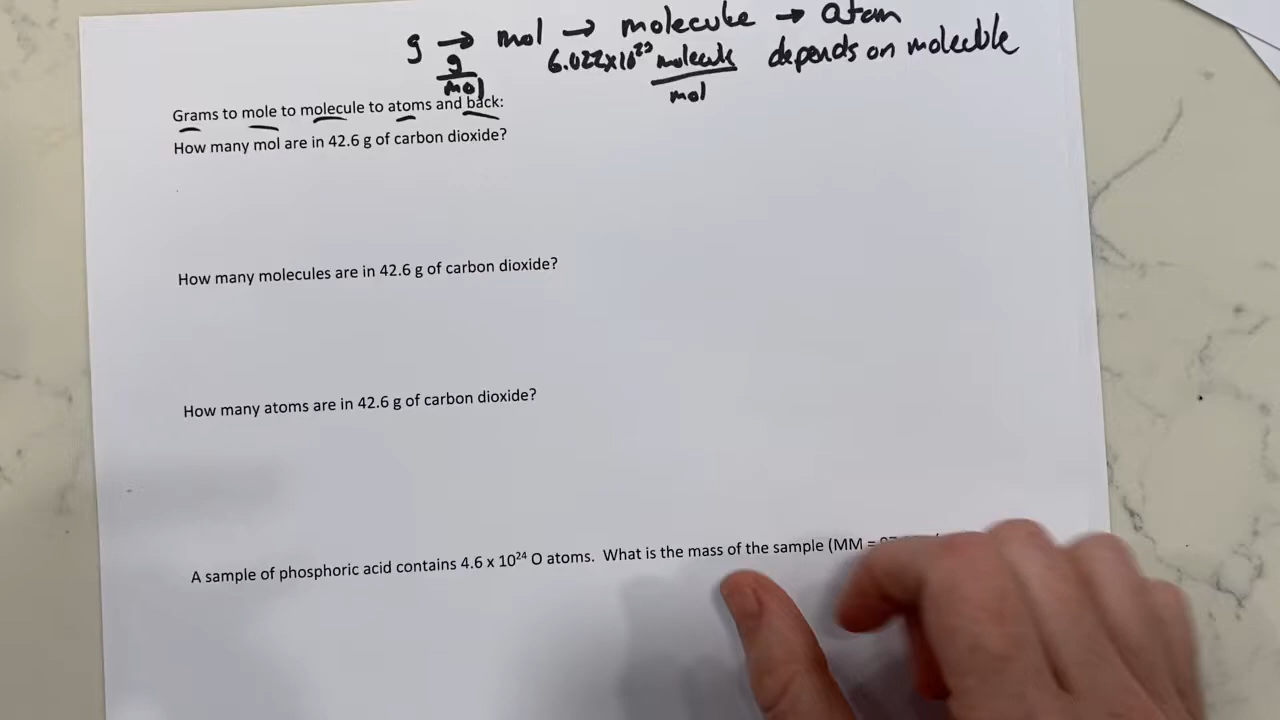 g → mol → molecule → atom
g/mol 6.022x10²³ molecule/mol depends on molecule
Grams to mole to molecule to atoms and back:
How many mol are in 42.6 g of carbon dioxide?
How many molecules are in 42.6 g of carbon dioxide?
How many atoms are in 42.6 g of carbon dioxide?
A sample of phosphoric acid contains 4.6 x 10²⁴ O atoms. What is the mass of the sample (MM =